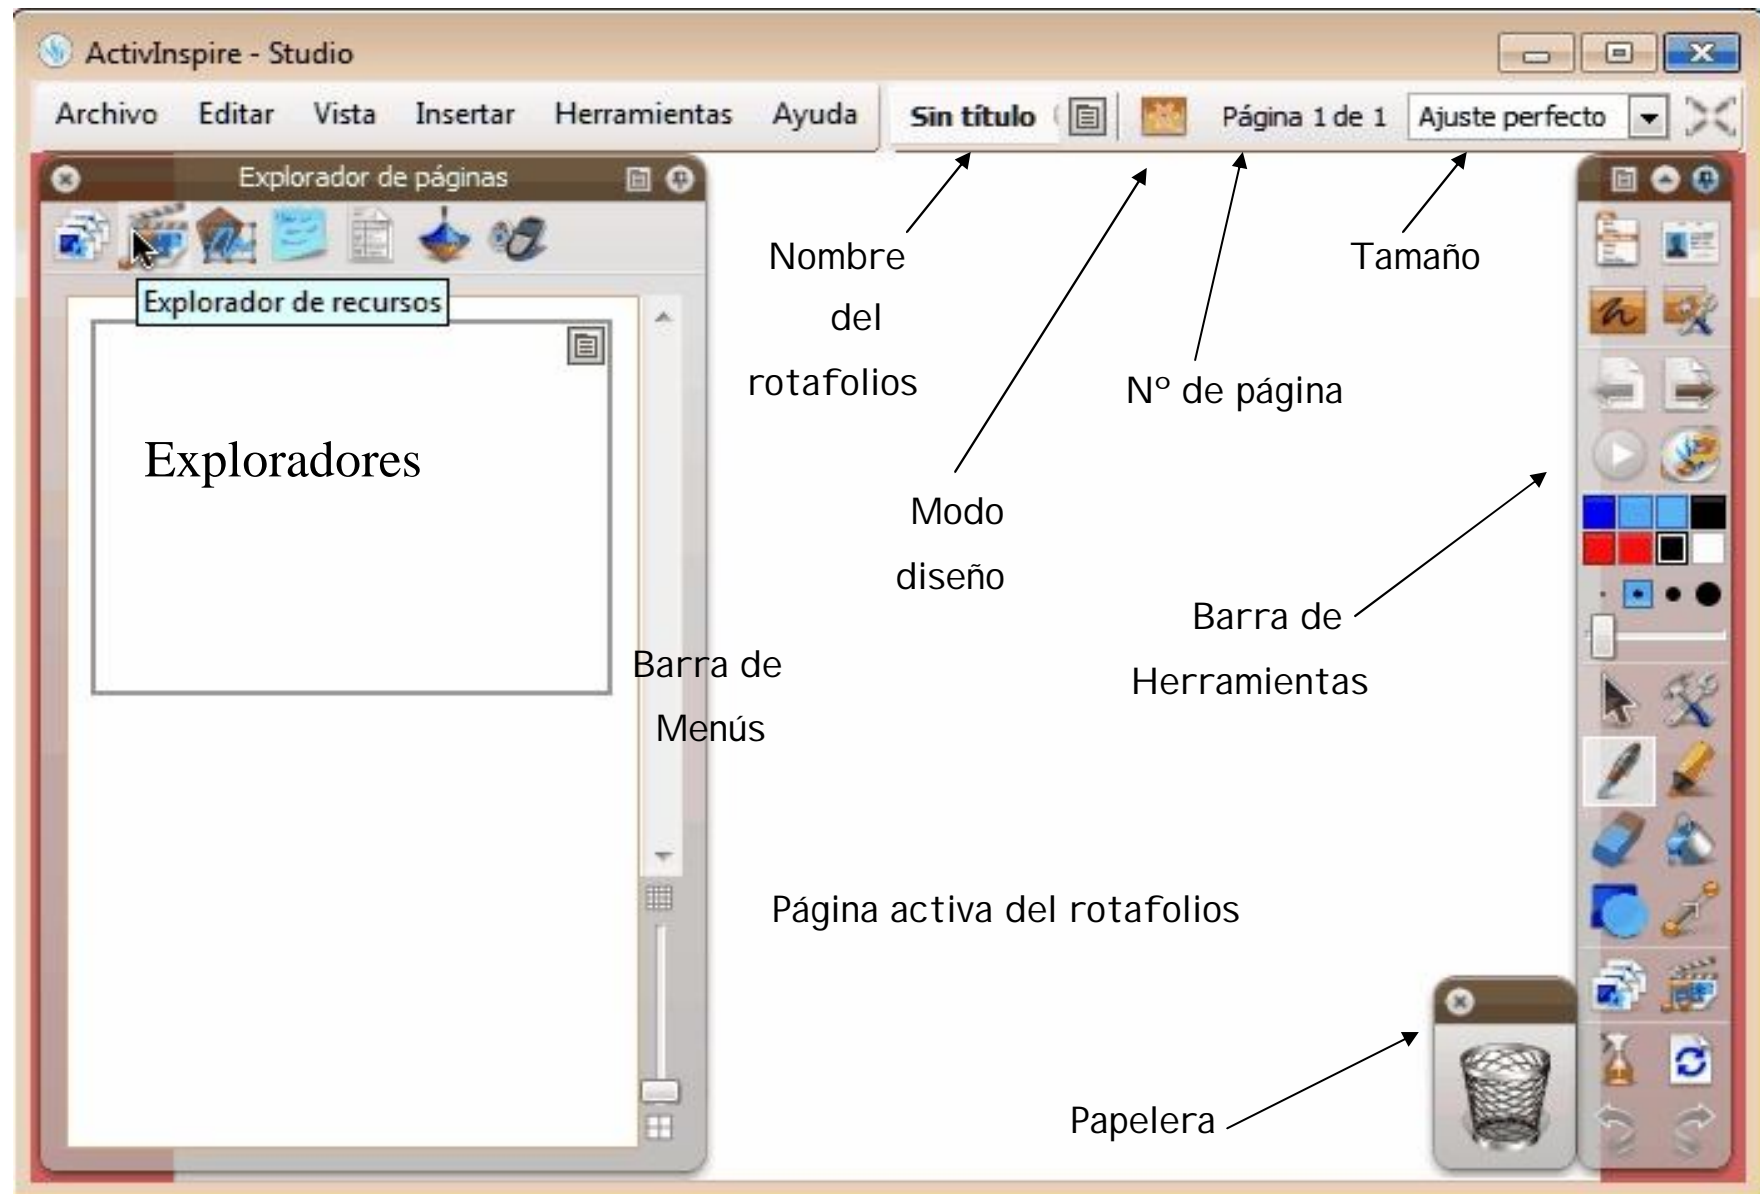 ActivInspire - Studio
Archivo Editar Vista Insertar Herramientas Ayuda Sin título Página 1 de 1 Ajuste perfecto
Explorador de páginas
Explorador de recursos
Exploradores
Nombre
del
rotafolios
Tamaño
Nº de página
Modo
diseño
Barra de
Herramientas
Barra de
Menús
Página activa del rotafolios
Papelera